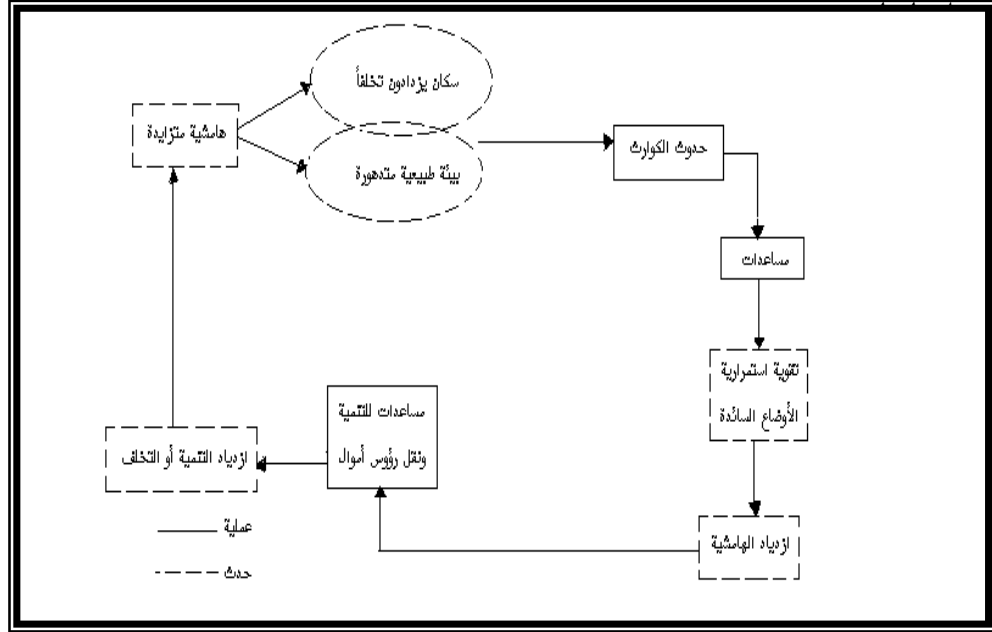 سكان يزدادون تخلفاً
هامشية متزايدة
بيئة طبيعية متدهورة
حدوث الكوارث
مساعدات
تقوية استمرارية
الأوضاع السائدة
ازدياد الهامشية
مساعدات للتنمية
ونقل رؤوس أموال
ازدياد التنمية أو التخلف
عملية
حدث